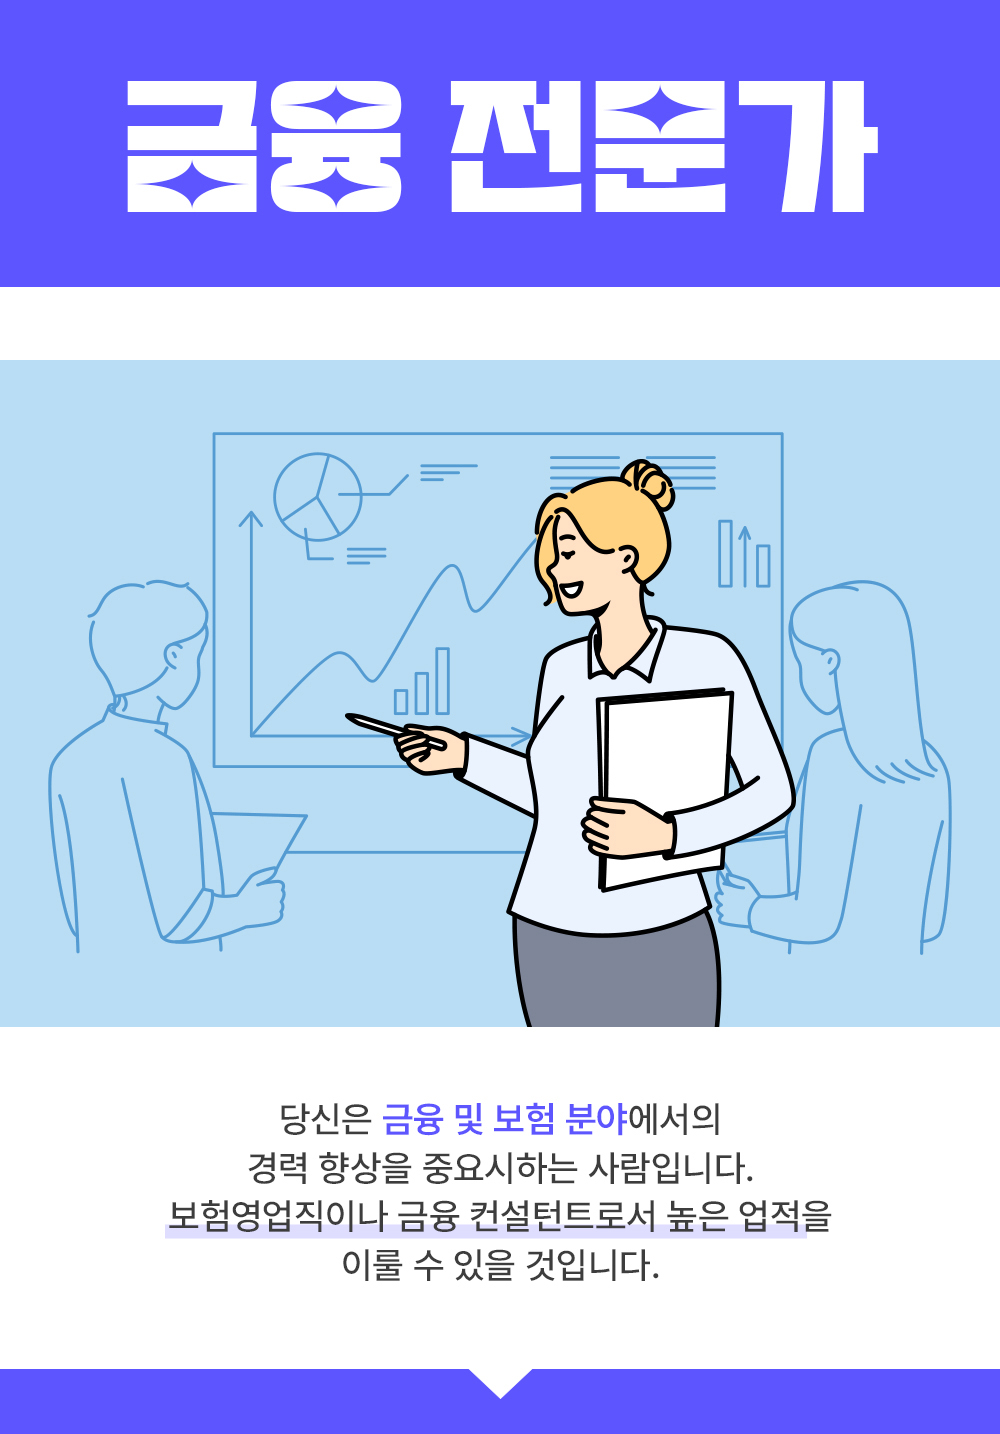 금융 전문가
당신은 금융 및 보험 분야에서의
경력 향상을 중요시하는 사람입니다.
보험영업직이나 금융 컨설턴트로서 높은 업적을
이룰 수 있을 것입니다.